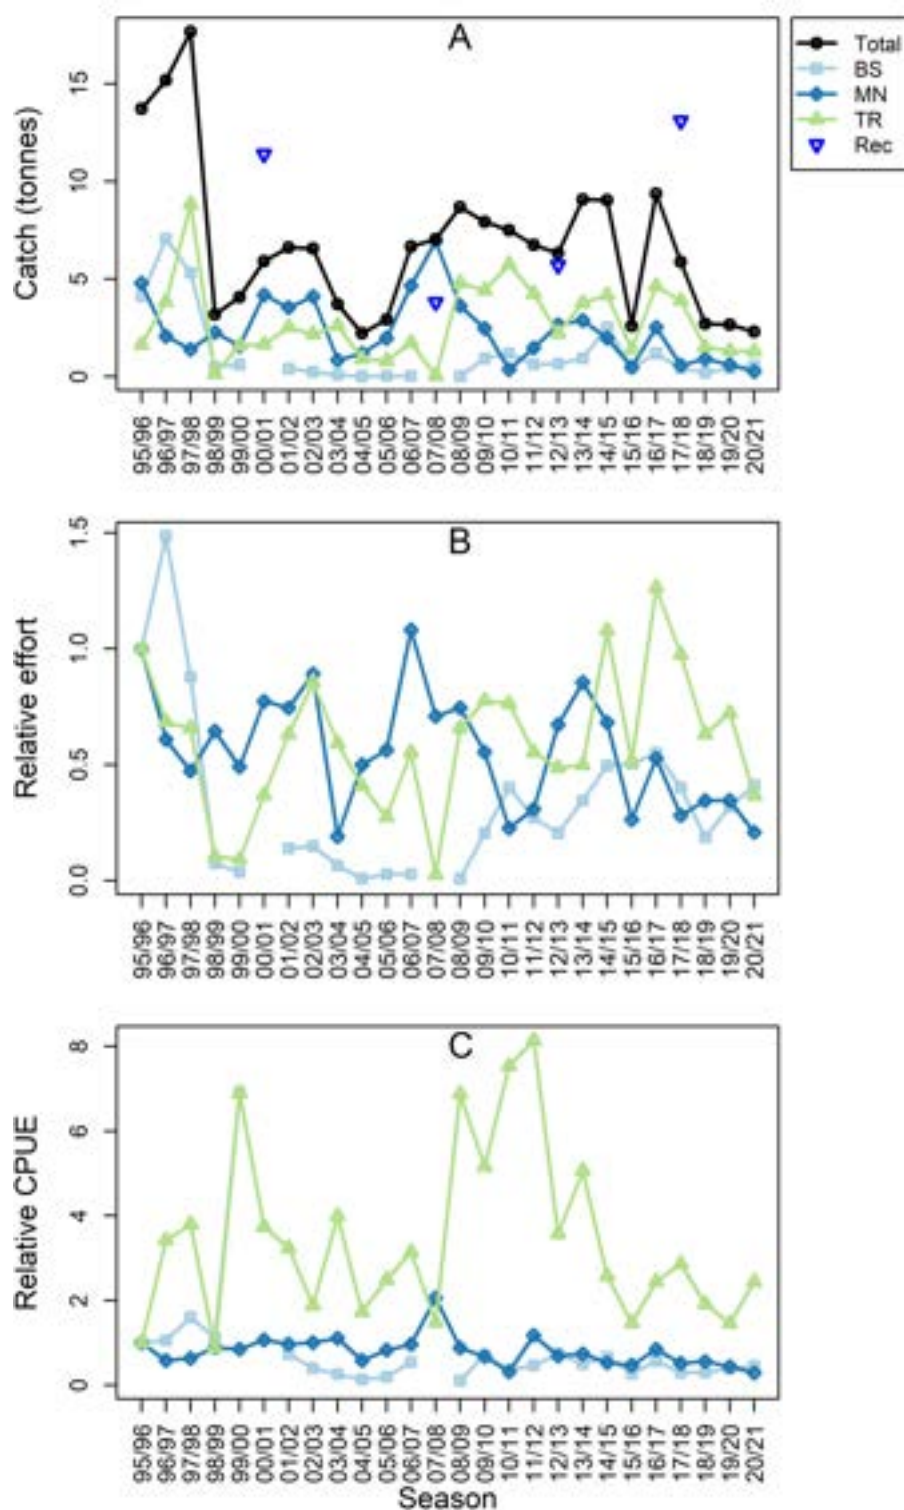 A
Total
BS
MN
TR
Rec
Catch (tonnes)
15
10
5
0
95/96 96/97 97/98 98/99 99/00 00/01 01/02 02/03 03/04 04/05 05/06 06/07 07/08 08/09 09/10 10/11 11/12 12/13 13/14 14/15 15/16 16/17 17/18 18/19 19/20 20/21
B
Relative effort
1.5
1.0
0.5
0.0
95/96 96/97 97/98 98/99 99/00 00/01 01/02 02/03 03/04 04/05 05/06 06/07 07/08 08/09 09/10 10/11 11/12 12/13 13/14 14/15 15/16 16/17 17/18 18/19 19/20 20/21
C
Relative CPUE
8
6
4
2
0
95/96 96/97 97/98 98/99 99/00 00/01 01/02 02/03 03/04 04/05 05/06 06/07 07/08 08/09 09/10 10/11 11/12 12/13 13/14 14/15 15/16 16/17 17/18 18/19 19/20 20/21
Season